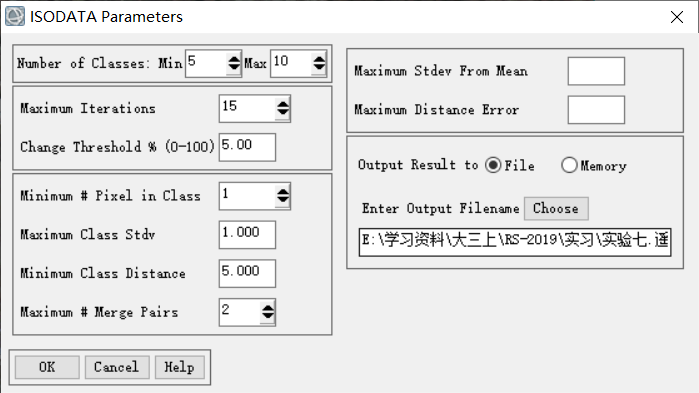 ISODATA Parameters
Number of Classes: Min 5 Max 10
Maximum Iterations 15
Change Threshold % (0-100) 5.00
Minimum # Pixel in Class 1
Maximum Class Stdv 1.000
Minimum Class Distance 5.000
Maximum # Merge Pairs 2
Maximum Stdev From Mean
Maximum Distance Error
Output Result to File Memory
Enter Output Filename Choose
E:\学习资料\大三上\RS-2019\实习\实验七.遥
OK Cancel Help